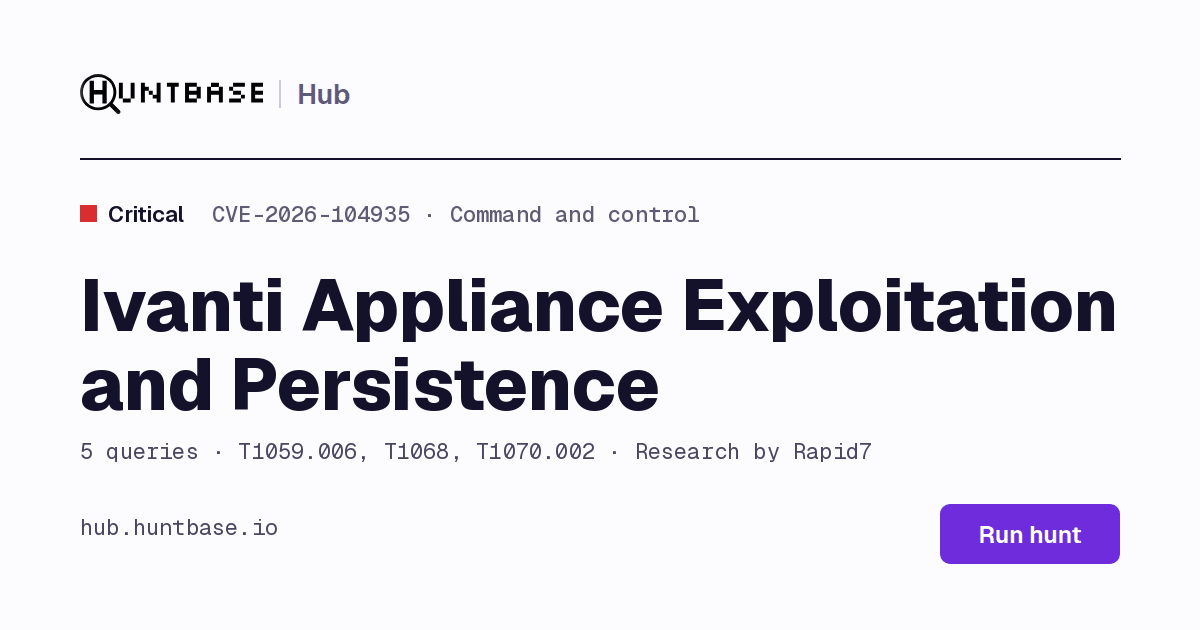 HUNTBASE | Hub
Critical CVE-2026-104935 · Command and control
Ivanti Appliance Exploitation
and Persistence
5 queries · T1059.006, T1068, T1070.002 · Research by Rapid7
hub.huntbase.io
Run hunt